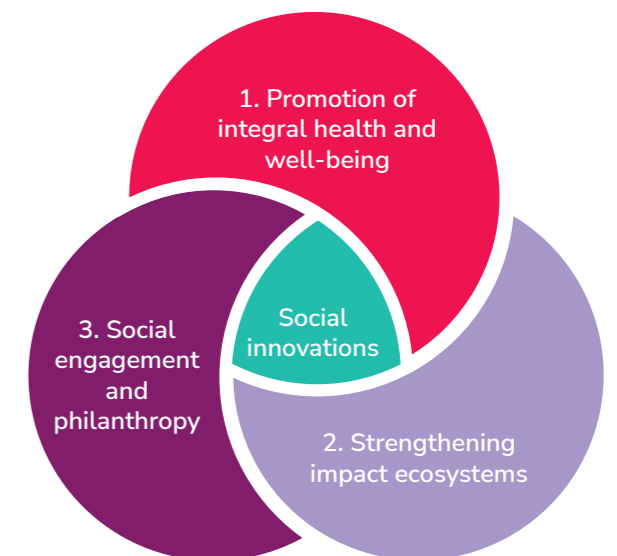 1. Promotion of
integral health and
well-being
Social
innovations
3. Social
engagement
and
philanthropy
2. Strengthening
impact ecosystems